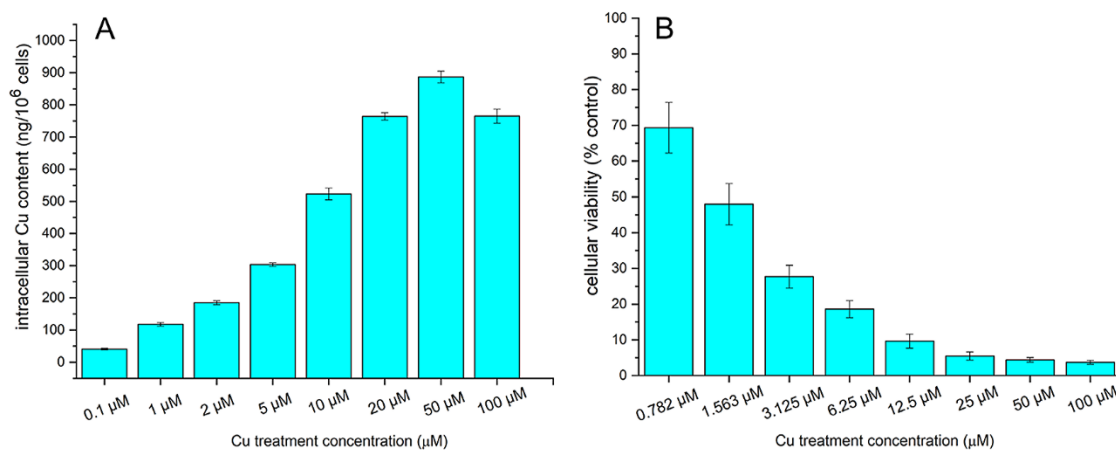 A
intracellular Cu content (ng/10⁶ cells)
1000
900
800
700
600
500
400
300
200
100
0
0.1 μM
1 μM
2 μM
5 μM
10 μM
20 μM
50 μM
100 μM
Cu treatment concentration (μM)
B
cellular viability (% control)
100
90
80
70
60
50
40
30
20
10
0
0.782 μM
1.563 μM
3.125 μM
6.25 μM
12.5 μM
25 μM
50 μM
100 μM
Cu treatment concentration (μM)